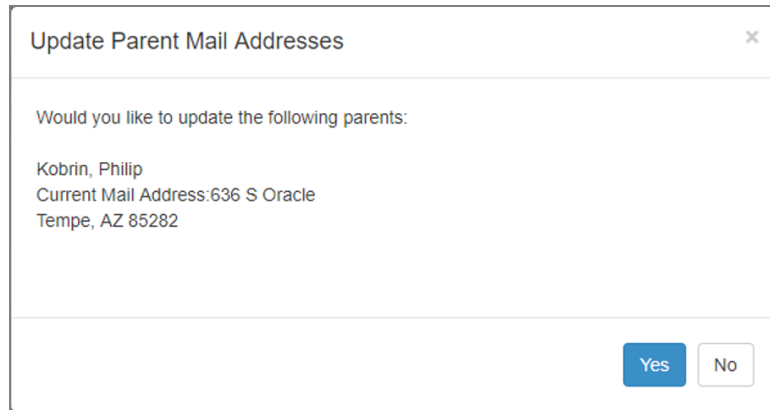 Update Parent Mail Addresses
×
Would you like to update the following parents:
Kobrin, Philip
Current Mail Address:636 S Oracle
Tempe, AZ 85282
Yes
No